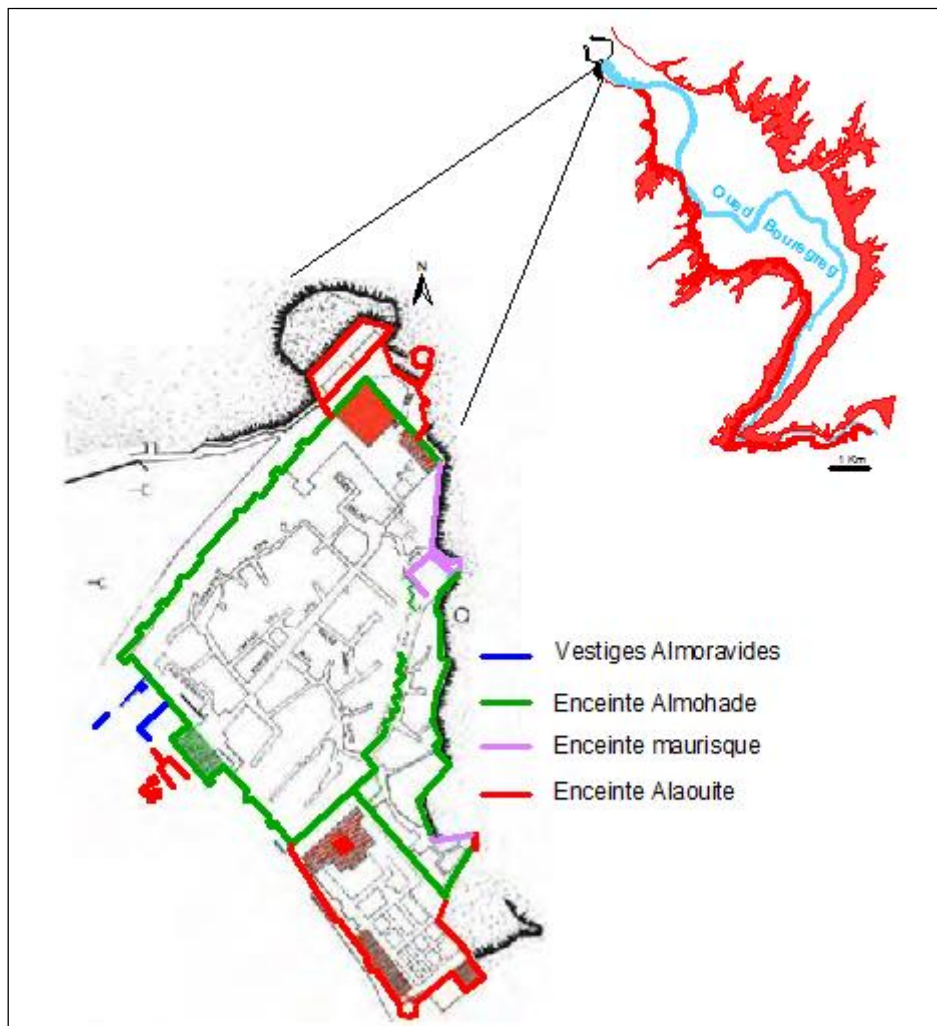 N
Oued Bouregreg
1 Km
Vestiges Almoravides
Enceinte Almohade
Enceinte maurisque
Enceinte Alaouite